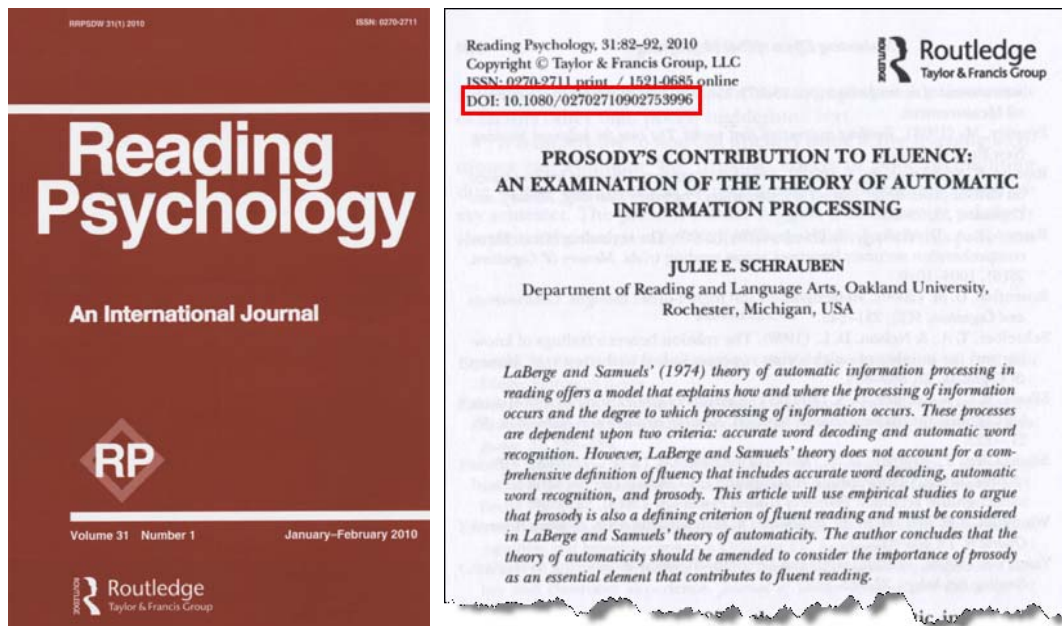 RRPSDW 31(1) 2010
ISSN: 0270-2711
Reading
Psychology
An International Journal
RP
Volume 31 Number 1
January–February 2010
ROUTLEDGE
Routledge
Taylor & Francis Group
Reading Psychology, 31:82–92, 2010
Copyright © Taylor & Francis Group, LLC
ISSN: 0270-2711 print / 1521-0685 online
DOI: 10.1080/02702710902753996
ROUTLEDGE
Routledge
Taylor & Francis Group
PROSODY'S CONTRIBUTION TO FLUENCY:
AN EXAMINATION OF THE THEORY OF AUTOMATIC
INFORMATION PROCESSING
JULIE E. SCHRAUBEN
Department of Reading and Language Arts, Oakland University,
Rochester, Michigan, USA
LaBerge and Samuels' (1974) theory of automatic information processing in
reading offers a model that explains how and where the processing of information
occurs and the degree to which processing of information occurs. These processes
are dependent upon two criteria: accurate word decoding and automatic word
recognition. However, LaBerge and Samuels' theory does not account for a com-
prehensive definition of fluency that includes accurate word decoding, automatic
word recognition, and prosody. This article will use empirical studies to argue
that prosody is also a defining criterion of fluent reading and must be considered
in LaBerge and Samuels' theory of automaticity. The author concludes that the
theory of automaticity should be amended to consider the importance of prosody
as an essential element that contributes to fluent reading.